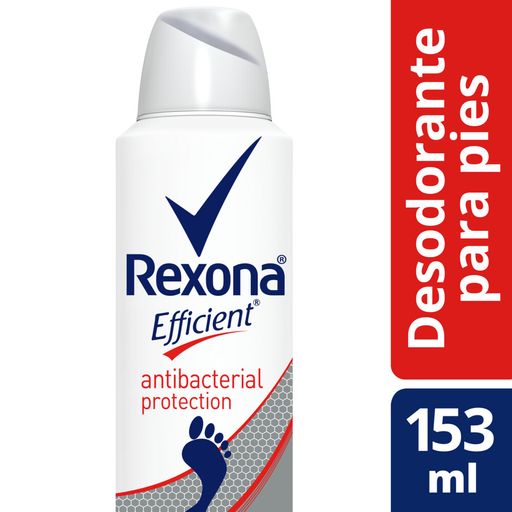 Rexona®
Efficient®
antibacterial
protection
Desodorante
para pies
153
ml